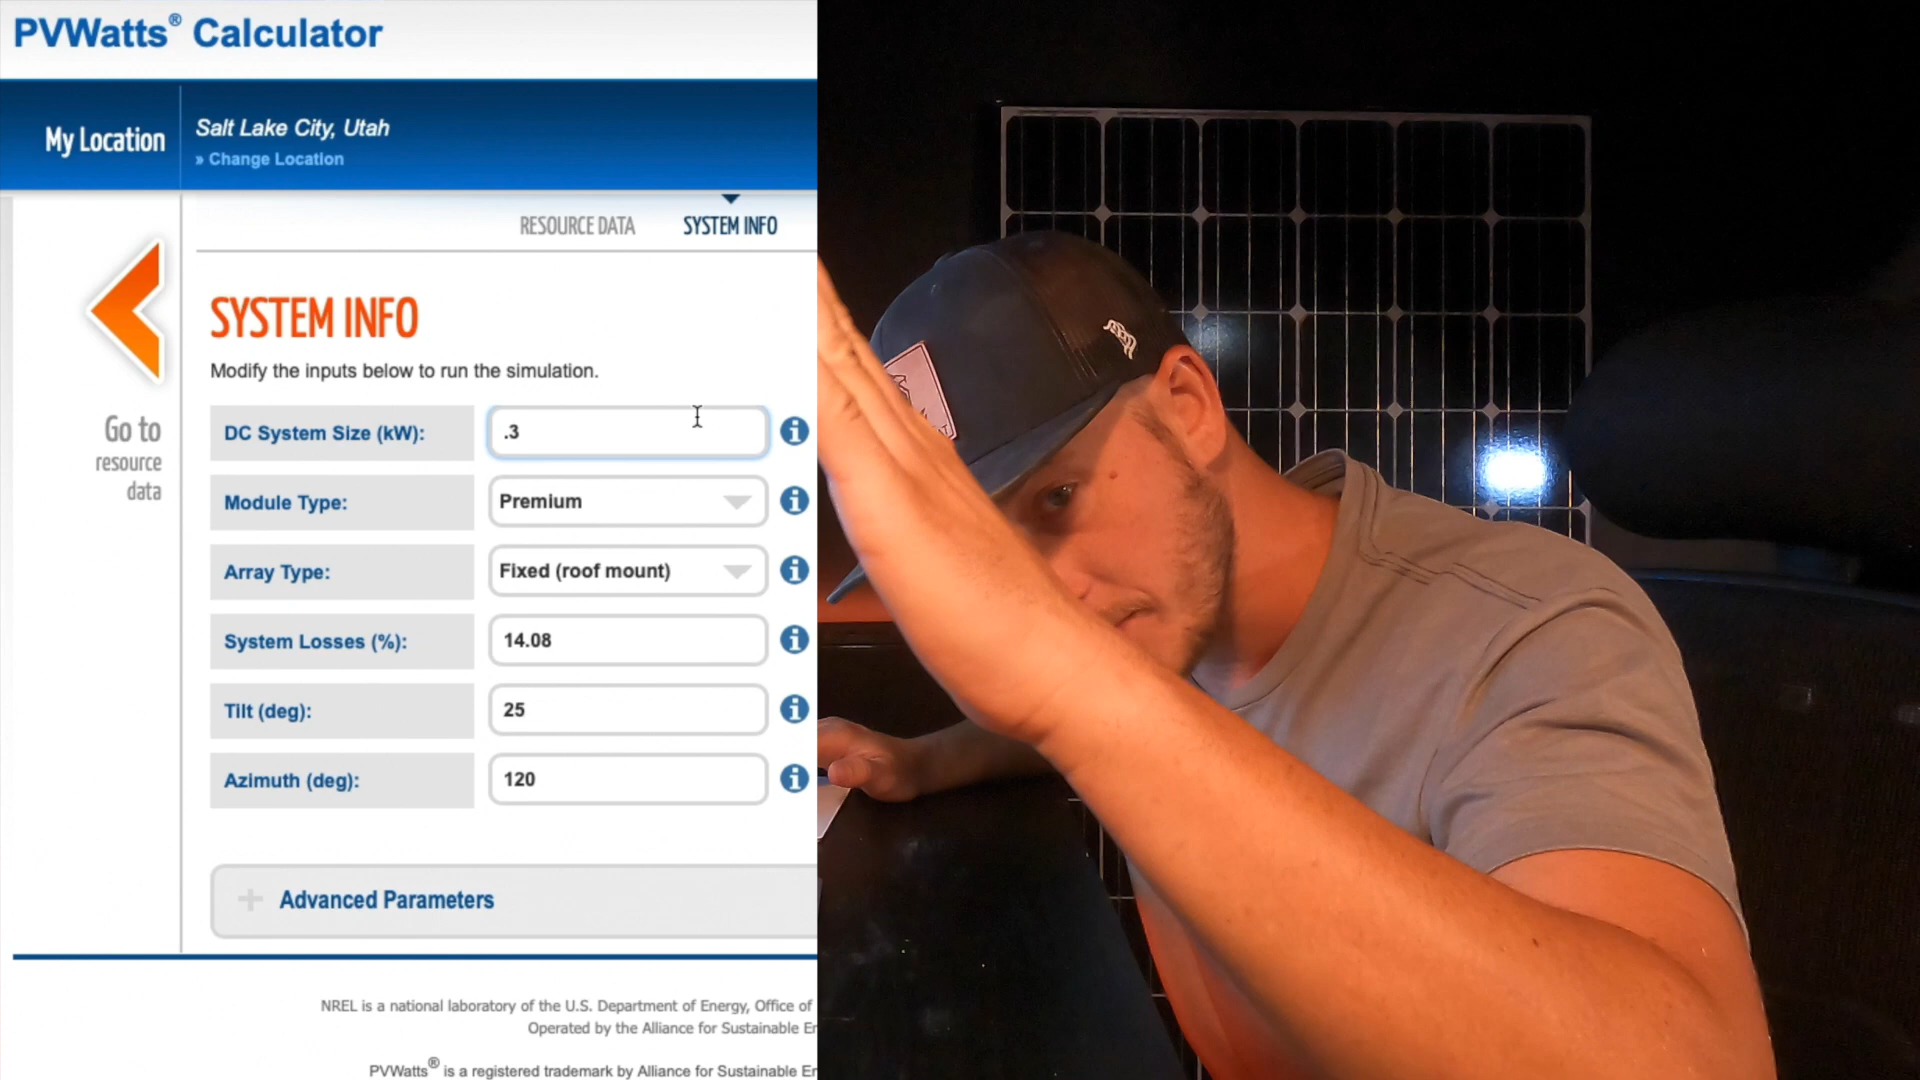 PVWatts® Calculator
My Location
Salt Lake City, Utah
» Change Location
RESOURCE DATA
SYSTEM INFO
SYSTEM INFO
Modify the inputs below to run the simulation.
Go to
resource
data
DC System Size (kW):
.3
Module Type:
Premium
Array Type:
Fixed (roof mount)
System Losses (%):
14.08
Tilt (deg):
25
Azimuth (deg):
120
Advanced Parameters
NREL is a national laboratory of the U.S. Department of Energy, Office of
Operated by the Alliance for Sustainable
PVWatts® is a registered trademark by Alliance for Sustainable